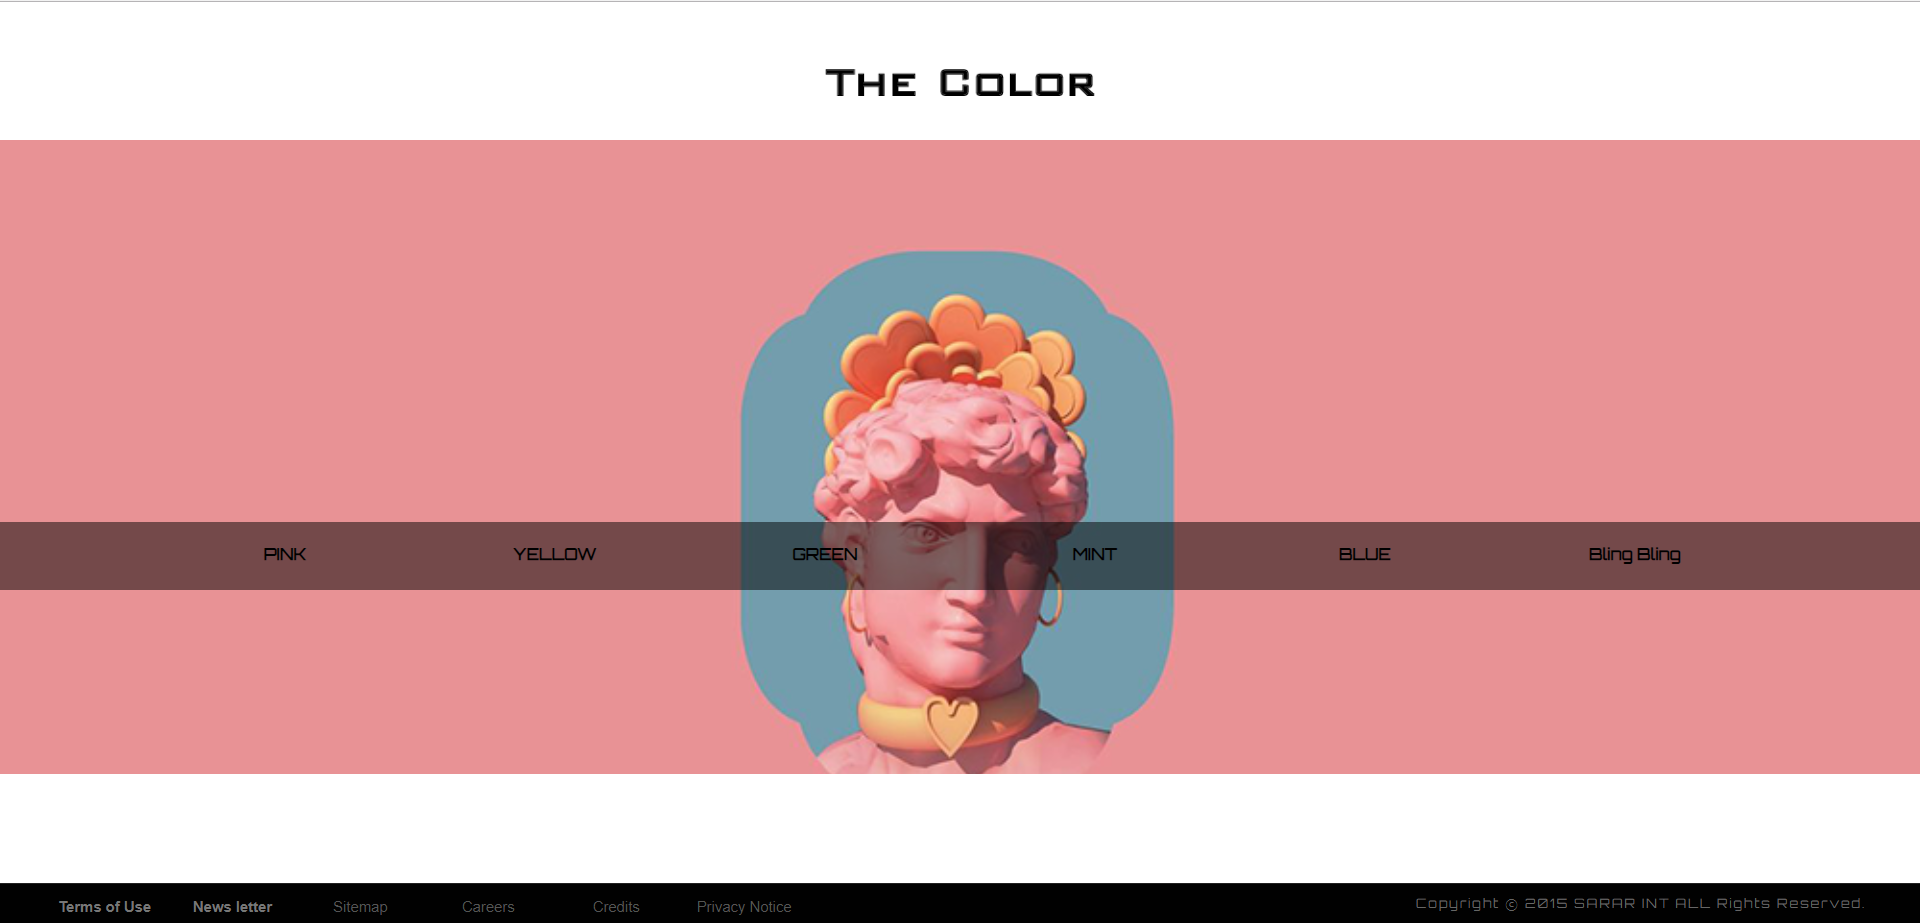 The Color
PINK YELLOW GREEN MINT BLUE Bling Bling
Terms of Use News letter Sitemap Careers Credits Privacy Notice Copyright © 2015 SARAR INT ALL Rights Reserved.